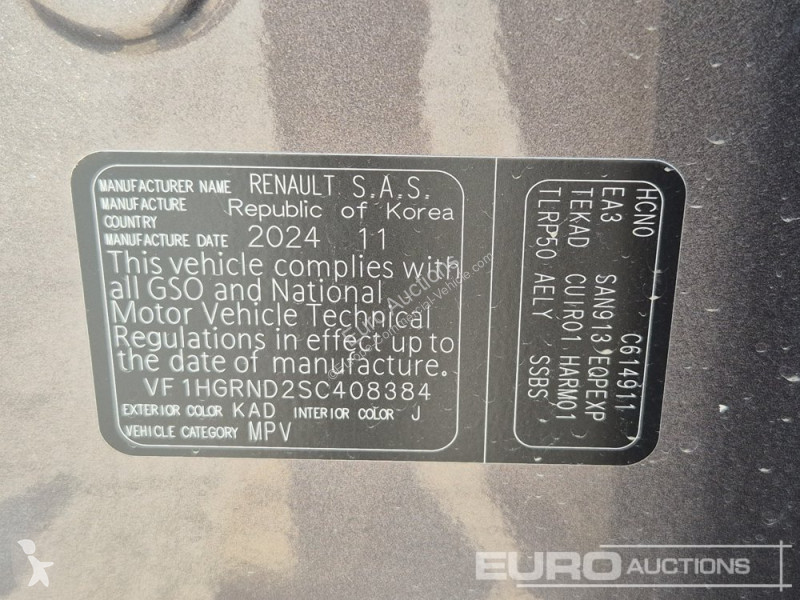 MANUFACTURER NAME RENAULT S.A.S.
MANUFACTURE COUNTRY Republic of Korea
MANUFACTURE DATE 2024 11
This vehicle complies with
all GSO and National
Motor Vehicle Technical
Regulations in effect up to
the date of manufacture.
VF1HGRND2SC408384
EXTERIOR COLOR KAD INTERIOR COLOR J
VEHICLE CATEGORY MPV
HCN0 C614911
EA3 SAN913 EQPEXP
TEKAD CUIR01 HARM01
TLRP50 AELY SSBS
Euro Auctions
EURO AUCTIONS